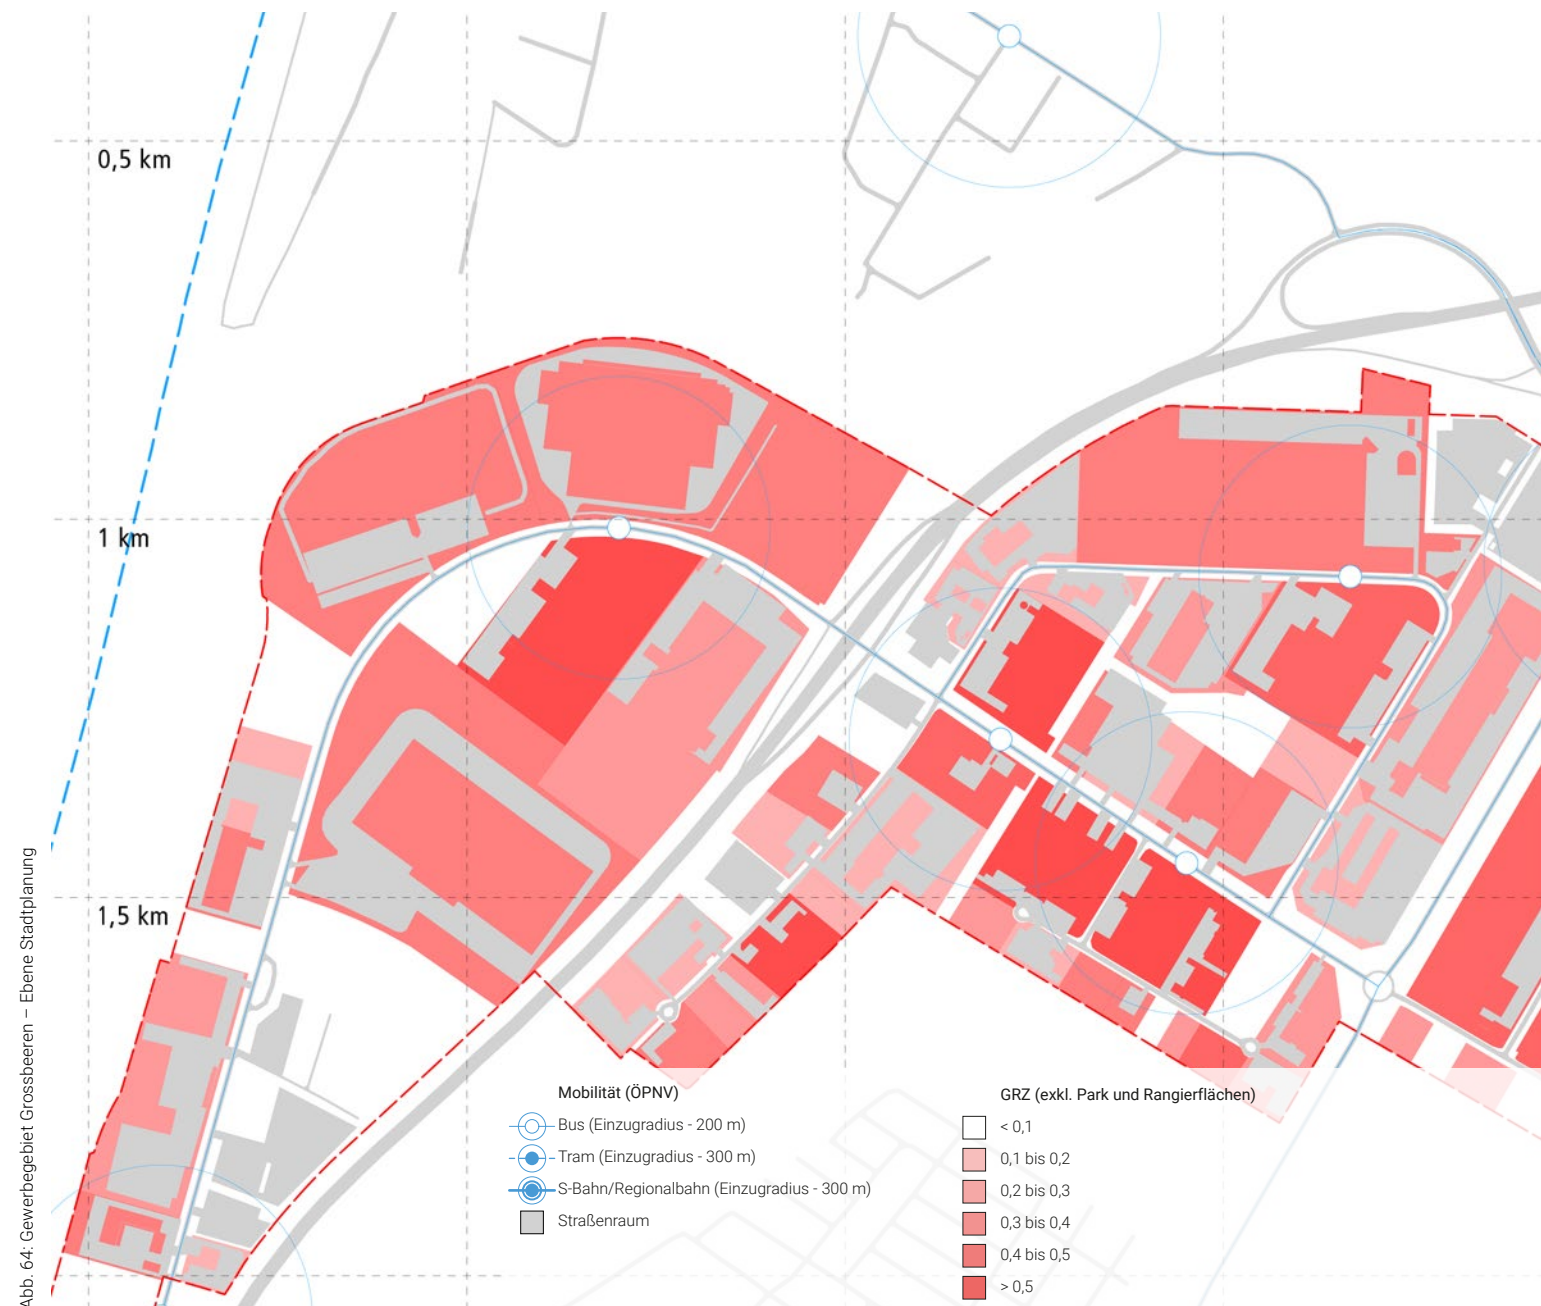 0,5 km
1 km
1,5 km
Abb. 64: Gewerbegebiet Grossbeeren – Ebene Stadtplanung
Mobilität (ÖPNV)
Bus (Einzugradius - 200 m)
Tram (Einzugradius - 300 m)
S-Bahn/Regionalbahn (Einzugradius - 300 m)
Straßenraum
GRZ (exkl. Park und Rangierflächen)
< 0,1
0,1 bis 0,2
0,2 bis 0,3
0,3 bis 0,4
0,4 bis 0,5
> 0,5